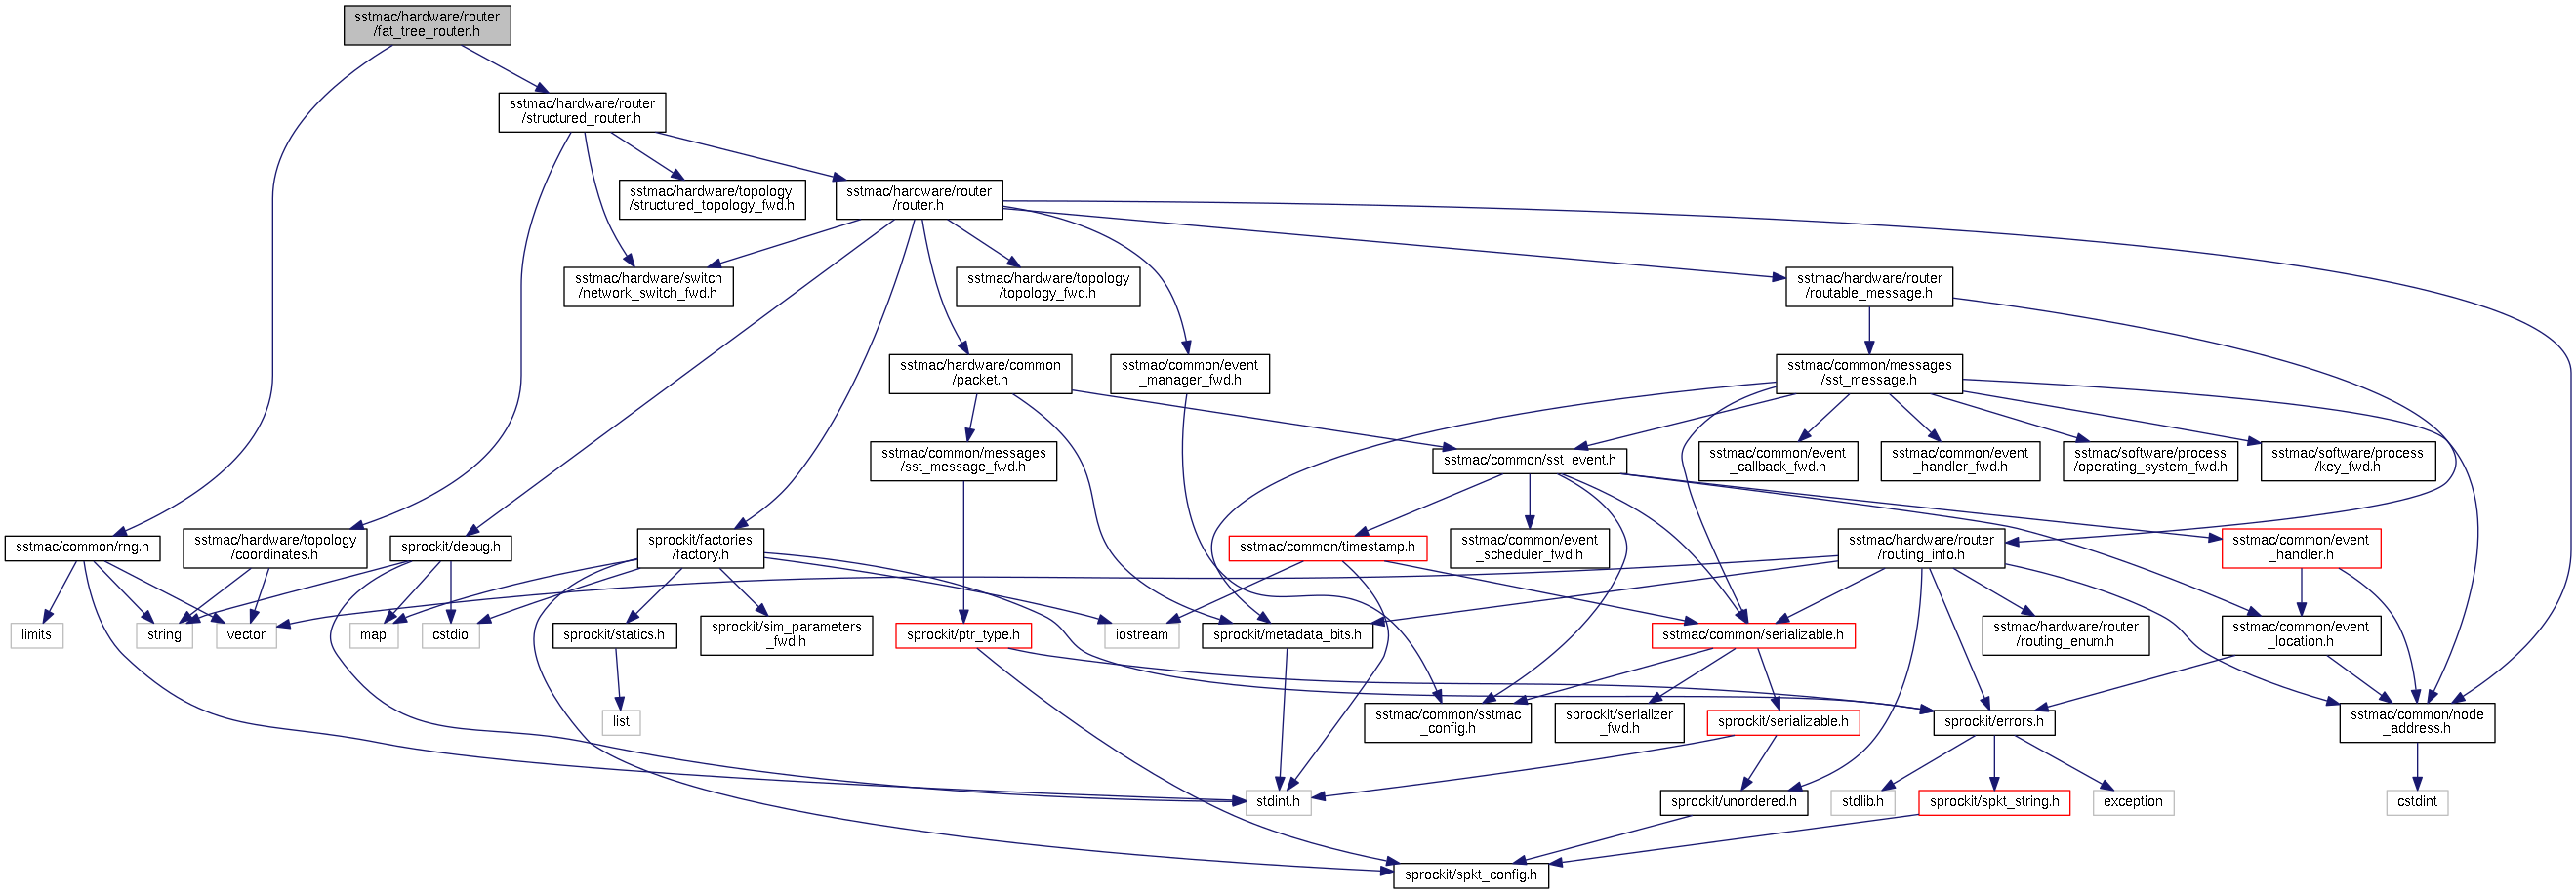 sstmac/hardware/router
/fat_tree_router.h
sstmac/hardware/router
/structured_router.h
sstmac/hardware/topology
/structured_topology_fwd.h
sstmac/hardware/router
/router.h
sstmac/hardware/switch
/network_switch_fwd.h
sstmac/hardware/topology
/topology_fwd.h
sstmac/hardware/router
/routable_message.h
sstmac/hardware/common
/packet.h
sstmac/common/event
_manager_fwd.h
sstmac/common/messages
/sst_message.h
sstmac/common/messages
/sst_message_fwd.h
sstmac/common/sst_event.h
sstmac/common/event
_callback_fwd.h
sstmac/common/event
_handler_fwd.h
sstmac/software/process
/operating_system_fwd.h
sstmac/software/process
/key_fwd.h
sstmac/common/rng.h
sstmac/hardware/topology
/coordinates.h
sprockit/debug.h
sprockit/factories
/factory.h
sstmac/common/timestamp.h
sstmac/common/event
_scheduler_fwd.h
sstmac/hardware/router
/routing_info.h
sstmac/common/event
_handler.h
limits
string
vector
map
cstdio
sprockit/statics.h
sprockit/sim_parameters
_fwd.h
sprockit/ptr_type.h
iostream
sprockit/metadata_bits.h
sstmac/common/serializable.h
sstmac/hardware/router
/routing_enum.h
sstmac/common/event
_location.h
list
sstmac/common/sstmac
_config.h
sprockit/serializer
_fwd.h
sprockit/serializable.h
sprockit/errors.h
sstmac/common/node
_address.h
stdint.h
sprockit/unordered.h
stdlib.h
sprockit/spkt_string.h
exception
cstdint
sprockit/spkt_config.h